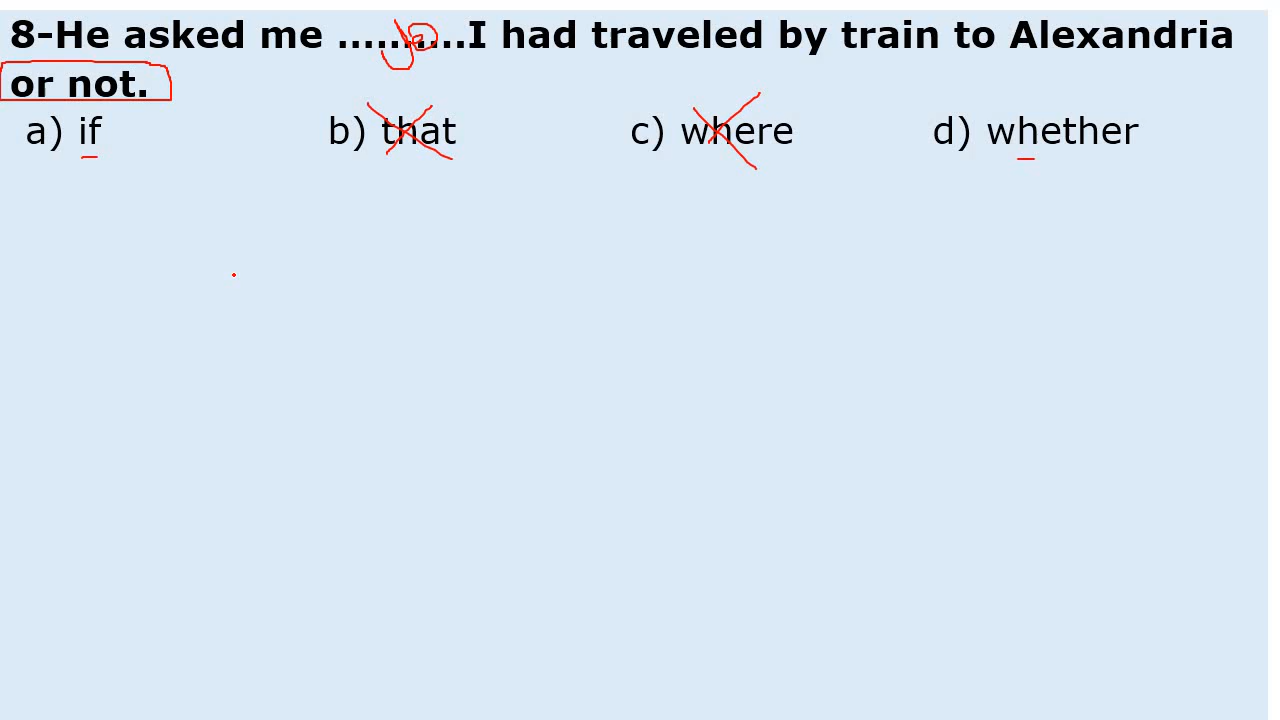 8-He asked me ..........I had traveled by train to Alexandria
or not.
a) if b) that c) where d) whether